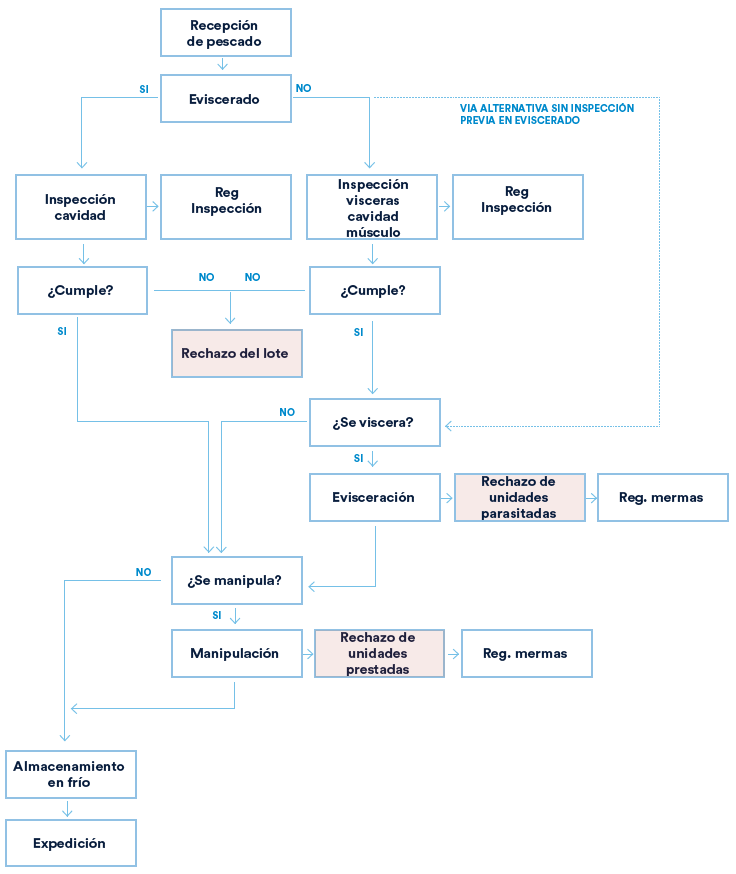 Recepción
de pescado
SI
Eviscerado
NO
VIA ALTERNATIVA SIN INSPECCIÓN
PREVIA EN EVISCERADO
Inspección
cavidad
Reg
Inspección
Inspección
visceras
cavidad
músculo
Reg
Inspección
¿Cumple?
NO
NO
¿Cumple?
SI
Rechazo del lote
SI
NO
¿Se viscera?
SI
Evisceración
Rechazo de
unidades
parasitadas
Reg. mermas
NO
¿Se manipula?
SI
Manipulación
Rechazo de
unidades
prestadas
Reg. mermas
Almacenamiento
en frío
Expedición